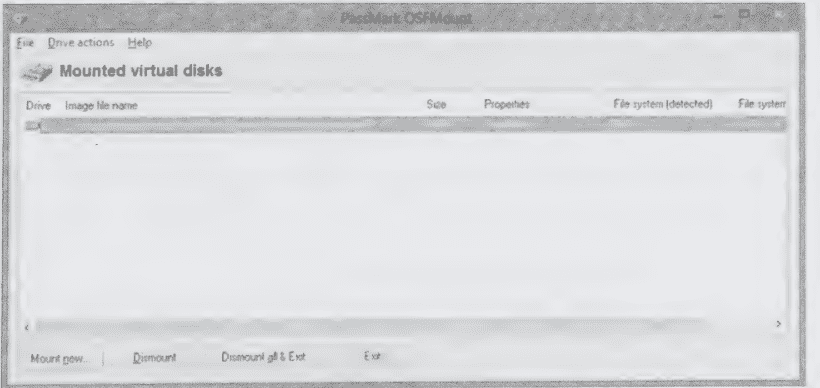 PassMark OSFMount
File Drive actions Help
Mounted virtual disks
Drive Image file name Size Properties File system (detected) File system
Mount new... Dismount Dismount all & Exit Exit